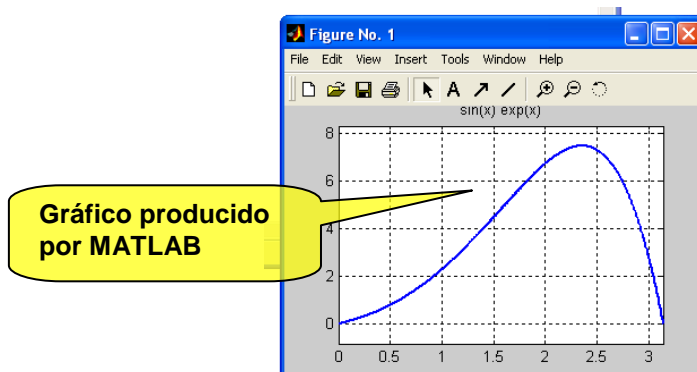 Figure No. 1
File Edit View Insert Tools Window Help
A
sin(x) exp(x)
8
6
4
2
0
0 0.5 1 1.5 2 2.5 3
Gráfico producido
por MATLAB